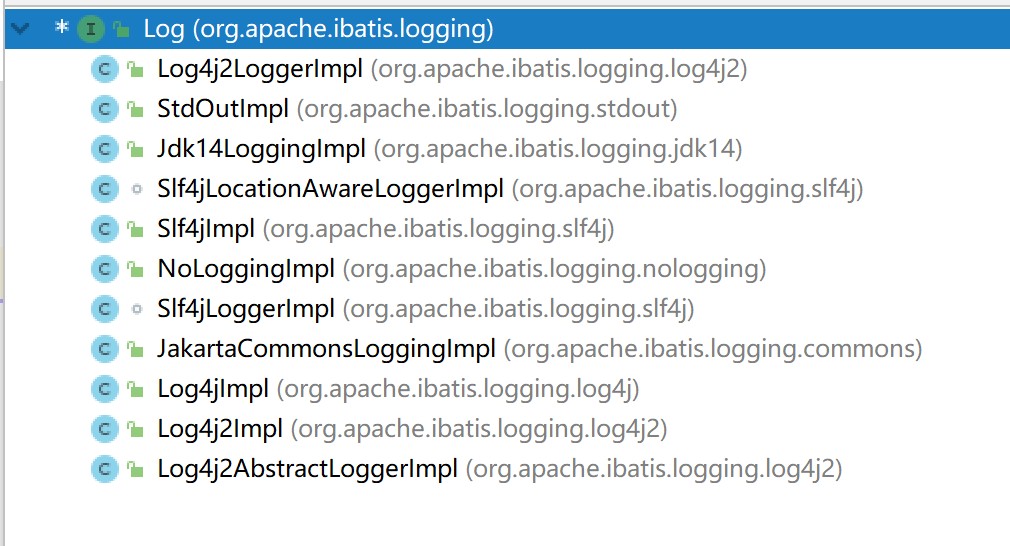 * I Log (org.apache.ibatis.logging)
C Log4j2LoggerImpl (org.apache.ibatis.logging.log4j2)
C StdOutImpl (org.apache.ibatis.logging.stdout)
C Jdk14LoggingImpl (org.apache.ibatis.logging.jdk14)
C Slf4jLocationAwareLoggerImpl (org.apache.ibatis.logging.slf4j)
C Slf4jImpl (org.apache.ibatis.logging.slf4j)
C NoLoggingImpl (org.apache.ibatis.logging.nologging)
C Slf4jLoggerImpl (org.apache.ibatis.logging.slf4j)
C JakartaCommonsLoggingImpl (org.apache.ibatis.logging.commons)
C Log4jImpl (org.apache.ibatis.logging.log4j)
C Log4j2Impl (org.apache.ibatis.logging.log4j2)
C Log4j2AbstractLoggerImpl (org.apache.ibatis.logging.log4j2)